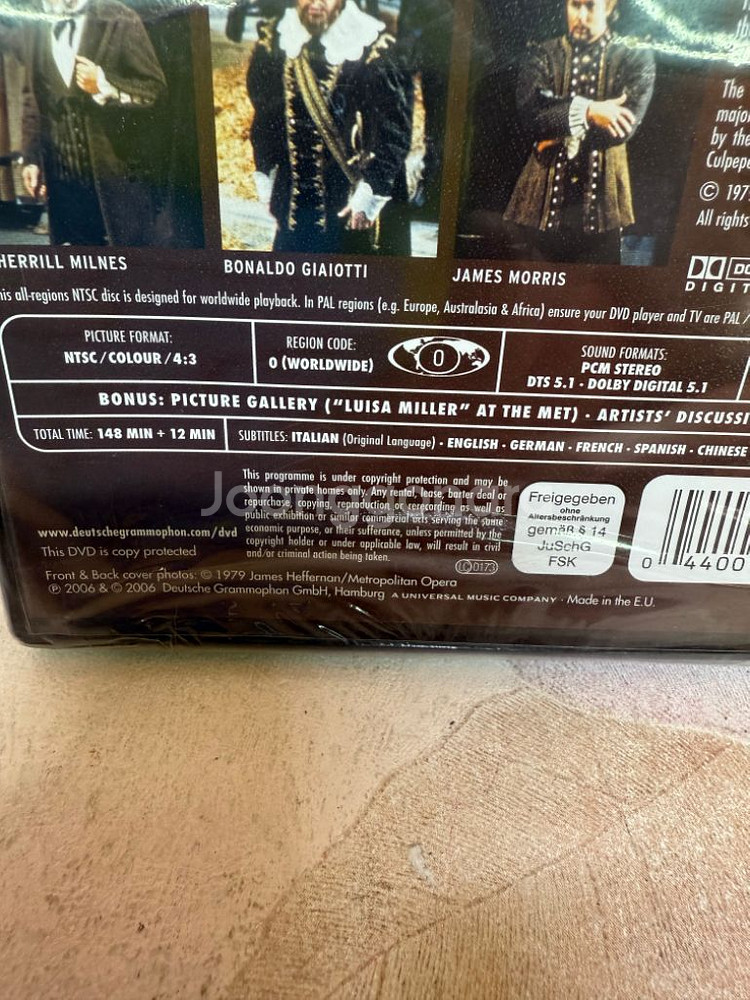 The
major
by the
Culpep
© 197
All rights
HERRILL MILNES
BONALDO GIAIOTTI
JAMES MORRIS
DIGIT
his all-regions NTSC disc is designed for worldwide playback. In PAL regions (e.g. Europe, Australasia & Africa) ensure your DVD player and TV are PAL /
PICTURE FORMAT:
NTSC/COLOUR/4:3
REGION CODE:
0 (WORLDWIDE)
0
SOUND FORMATS:
PCM STEREO
DTS 5.1 · DOLBY DIGITAL 5.1
BONUS: PICTURE GALLERY ("LUISA MILLER" AT THE MET) · ARTISTS' DISCUSSI
TOTAL TIME: 148 MIN + 12 MIN
SUBTITLES: ITALIAN (Original Language) · ENGLISH · GERMAN · FRENCH · SPANISH · CHINESE
This programme is under copyright protection and may be
shown in private homes only. Any rental, lease, barter deal or
repurchase, copying, reproduction or rerecording as well as
public exhibition or similar commercial acts serving the same
economic purpose, or their sufferance, unless permitted by the
copyright holder or under applicable law, will result in civil
and/or criminal action being taken.
www.deutschegrammophon.com/dvd
This DVD is copy protected
LC 0173
Freigegeben
ohne
Altersbeschränkung
gemäß § 14
JuSchG
FSK
0 4400
Front & Back cover photos: © 1979 James Heffernan/Metropolitan Opera
℗ 2006 & © 2006 Deutsche Grammophon GmbH, Hamburg A UNIVERSAL MUSIC COMPANY · Made in the E.U.